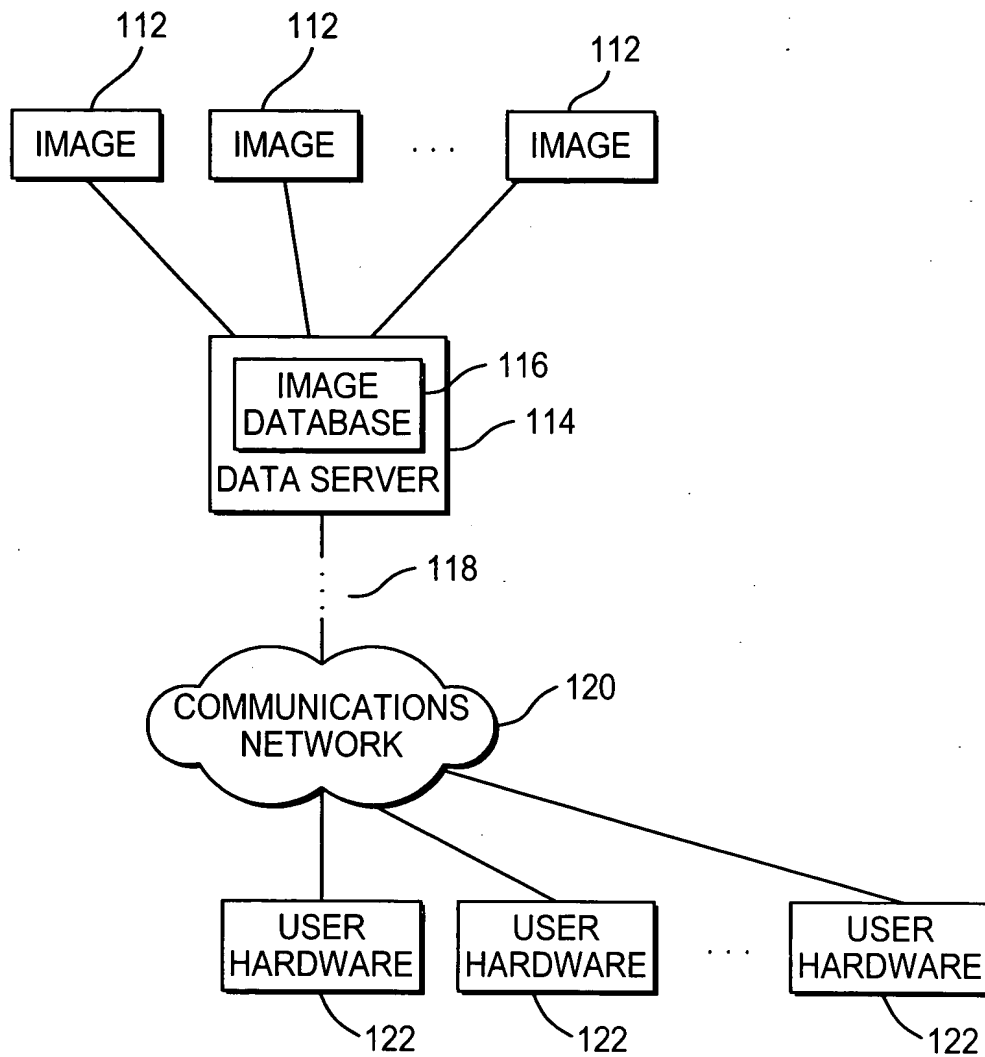 112 112 112
IMAGE IMAGE ... IMAGE
IMAGE
DATABASE
116
114
DATA SERVER
118
COMMUNICATIONS
NETWORK
120
USER
HARDWARE
USER
HARDWARE
...
USER
HARDWARE
122 122 122